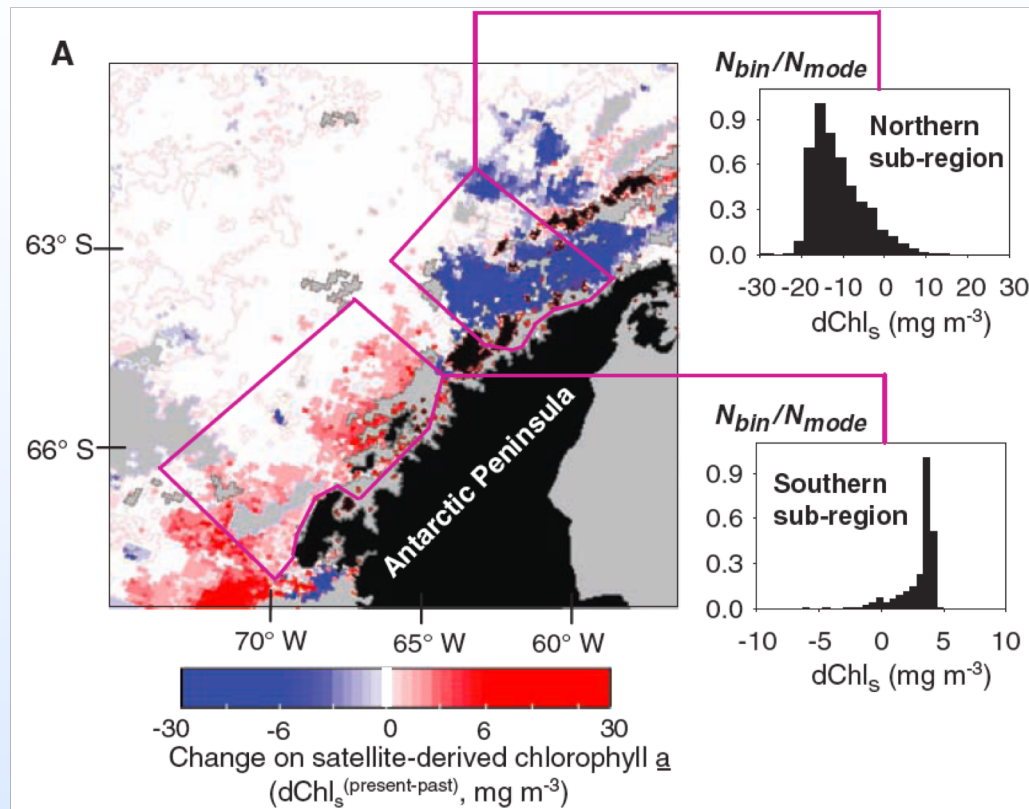 A
63° S
66° S
Antarctic Peninsula
70° W 65° W 60° W
-30 -6 0 6 30
Change on satellite-derived chlorophyll a
(dChls(present-past), mg m-3)
Nbin/Nmode
Northern
sub-region
0.9
0.6
0.3
0.0
-30 -20 -10 0 10 20 30
dChls (mg m-3)
Nbin/Nmode
Southern
sub-region
0.9
0.6
0.3
0.0
-10 -5 0 5 10
dChls (mg m-3)